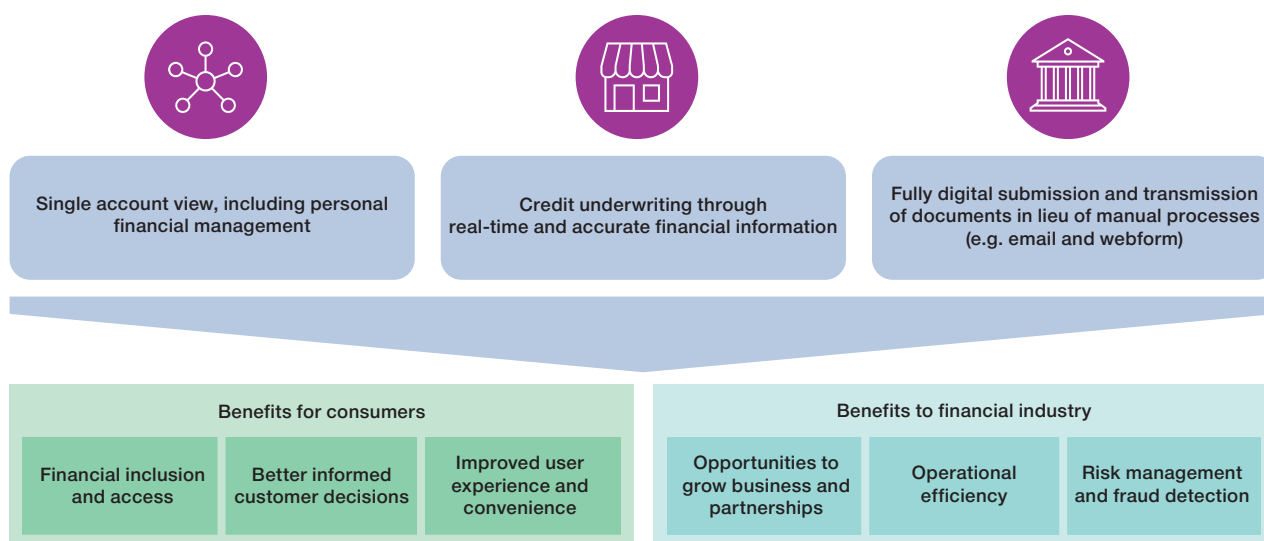 Single account view, including personal
financial management
Credit underwriting through
real-time and accurate financial information
Fully digital submission and transmission
of documents in lieu of manual processes
(e.g. email and webform)
Benefits for consumers
Financial inclusion
and access
Better informed
customer decisions
Improved user
experience and
convenience
Benefits to financial industry
Opportunities to
grow business and
partnerships
Operational
efficiency
Risk management
and fraud detection